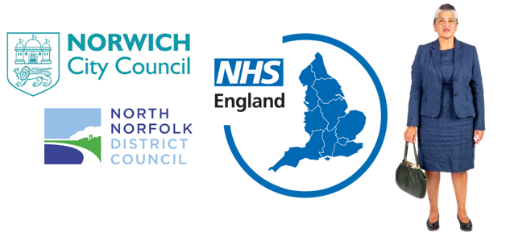 NORWICH
City Council
NORTH
NORFOLK
DISTRICT
COUNCIL
NHS
England